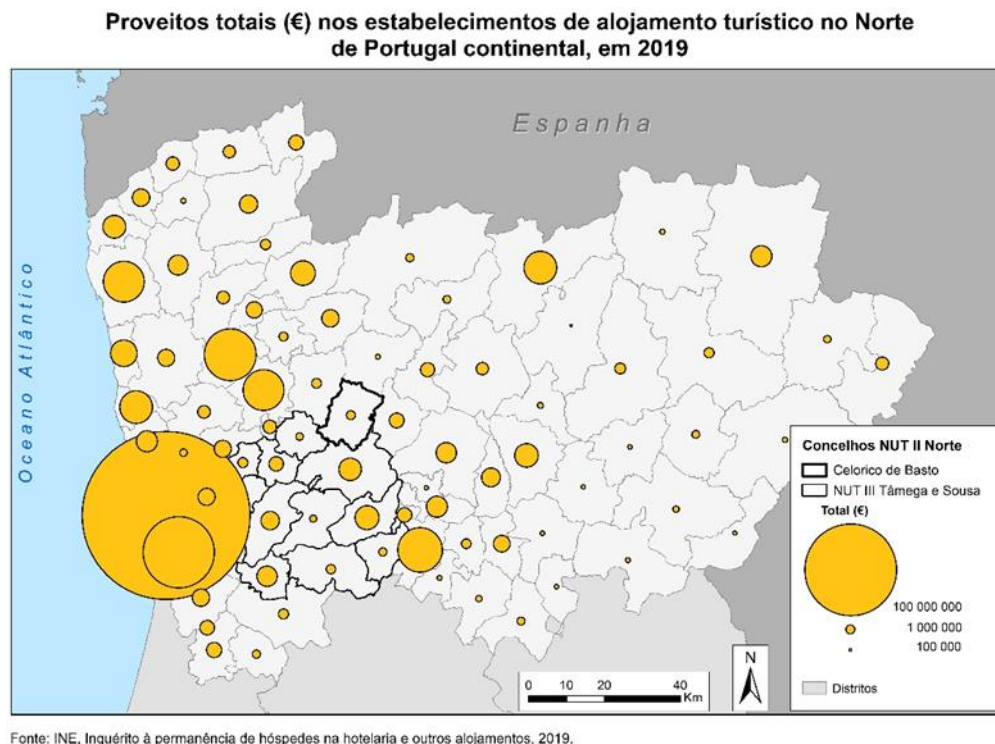 Proveitos totais (€) nos estabelecimentos de alojamento turístico no Norte
de Portugal continental, em 2019
Espanha
Oceano Atlântico
Concelhos NUT II Norte
Celorico de Basto
NUT III Tâmega e Sousa
Total (€)
100 000 000
1 000 000
100 000
Distritos
N
0 10 20 40
Km
Fonte: INE, Inquérito à permanência de hóspedes na hotelaria e outros alojamentos, 2019.